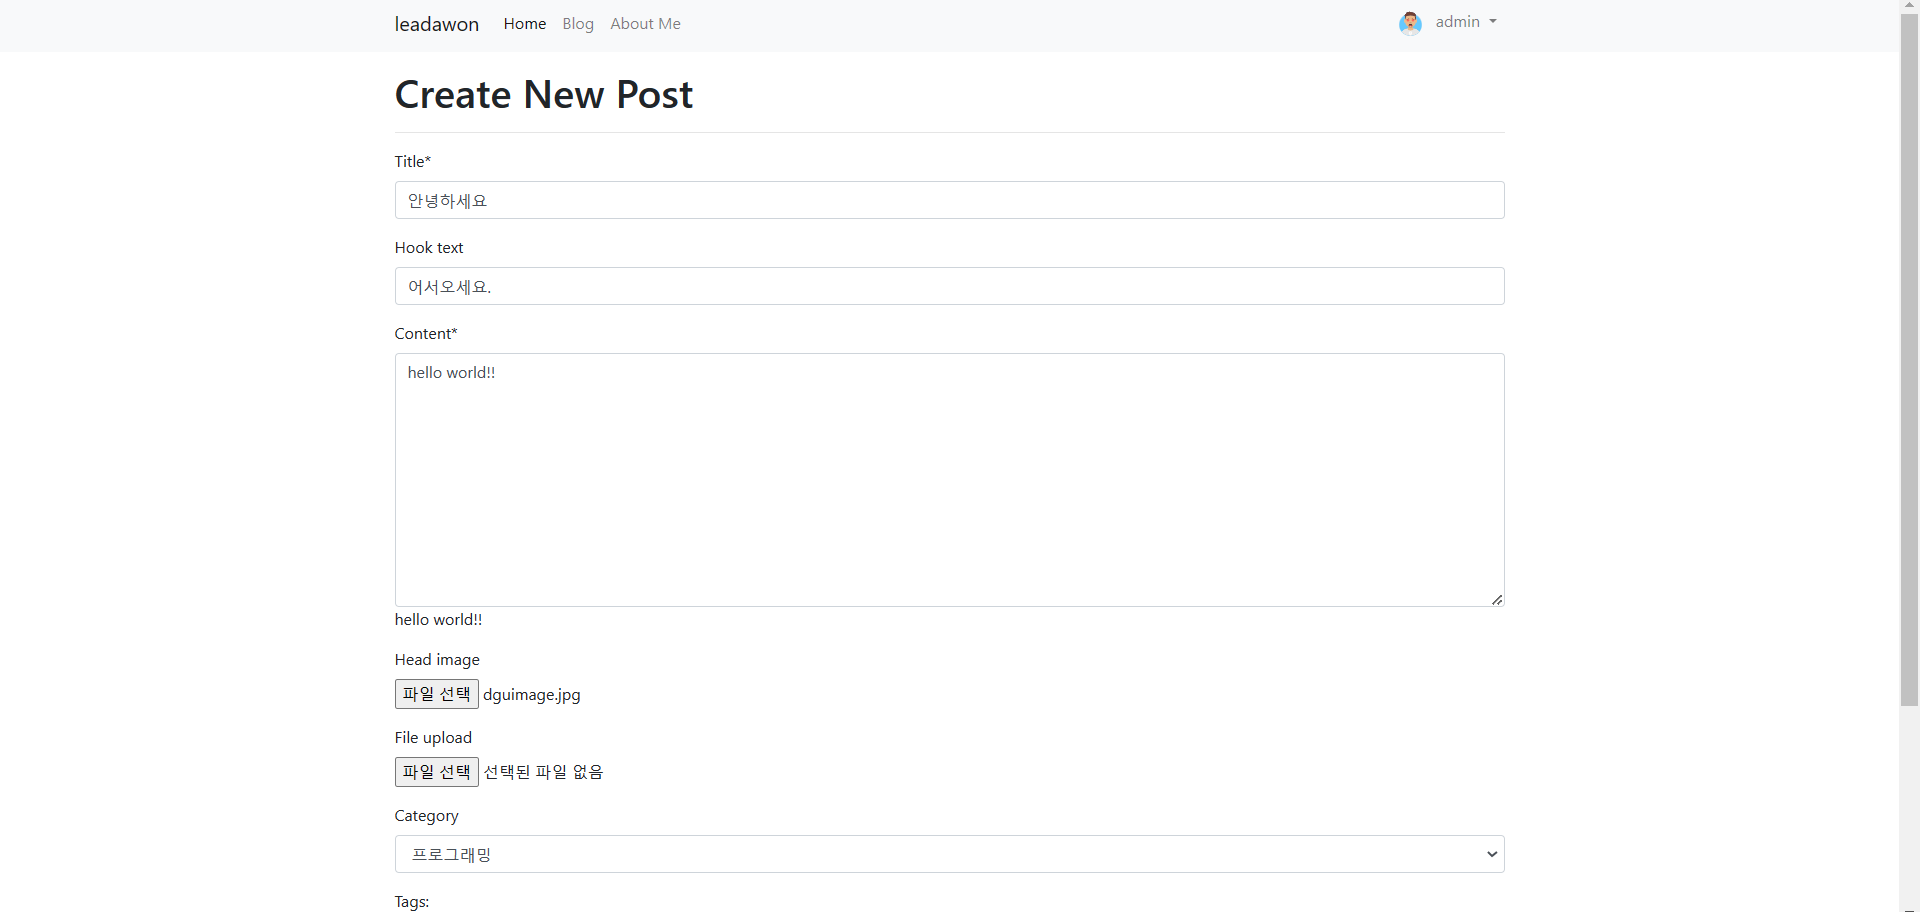 leadawon Home Blog About Me admin
Create New Post
Title*
안녕하세요
Hook text
어서오세요.
Content*
hello world!!
hello world!!
Head image
파일 선택 dguimage.jpg
File upload
파일 선택 선택된 파일 없음
Category
프로그래밍
Tags: